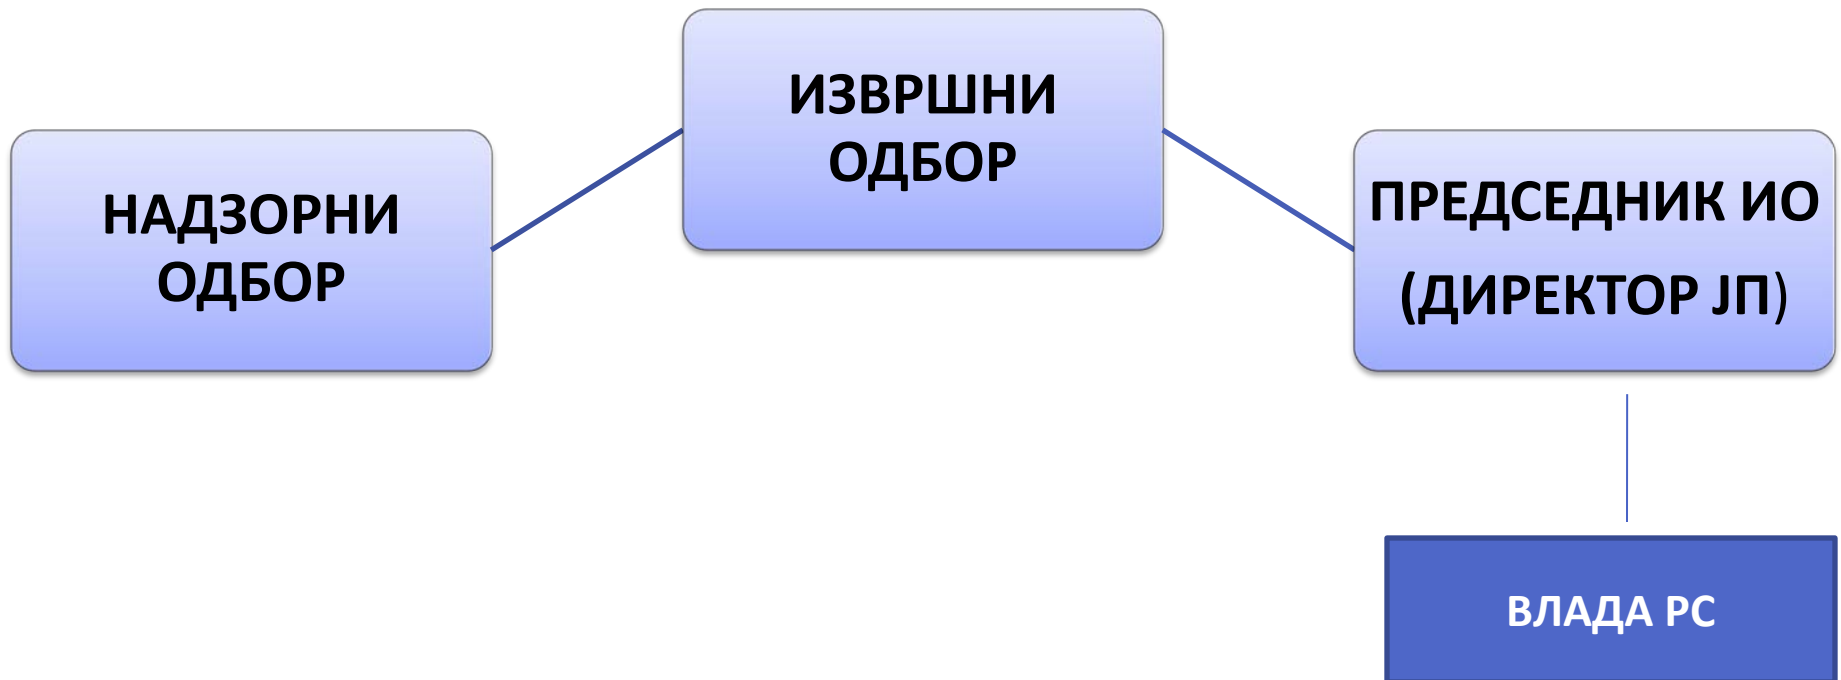 НАДЗОРНИ
ОДБОР
ИЗВРШНИ
ОДБОР
ПРЕДСЕДНИК ИО
(ДИРЕКТОР ЈП)
ВЛАДА РС